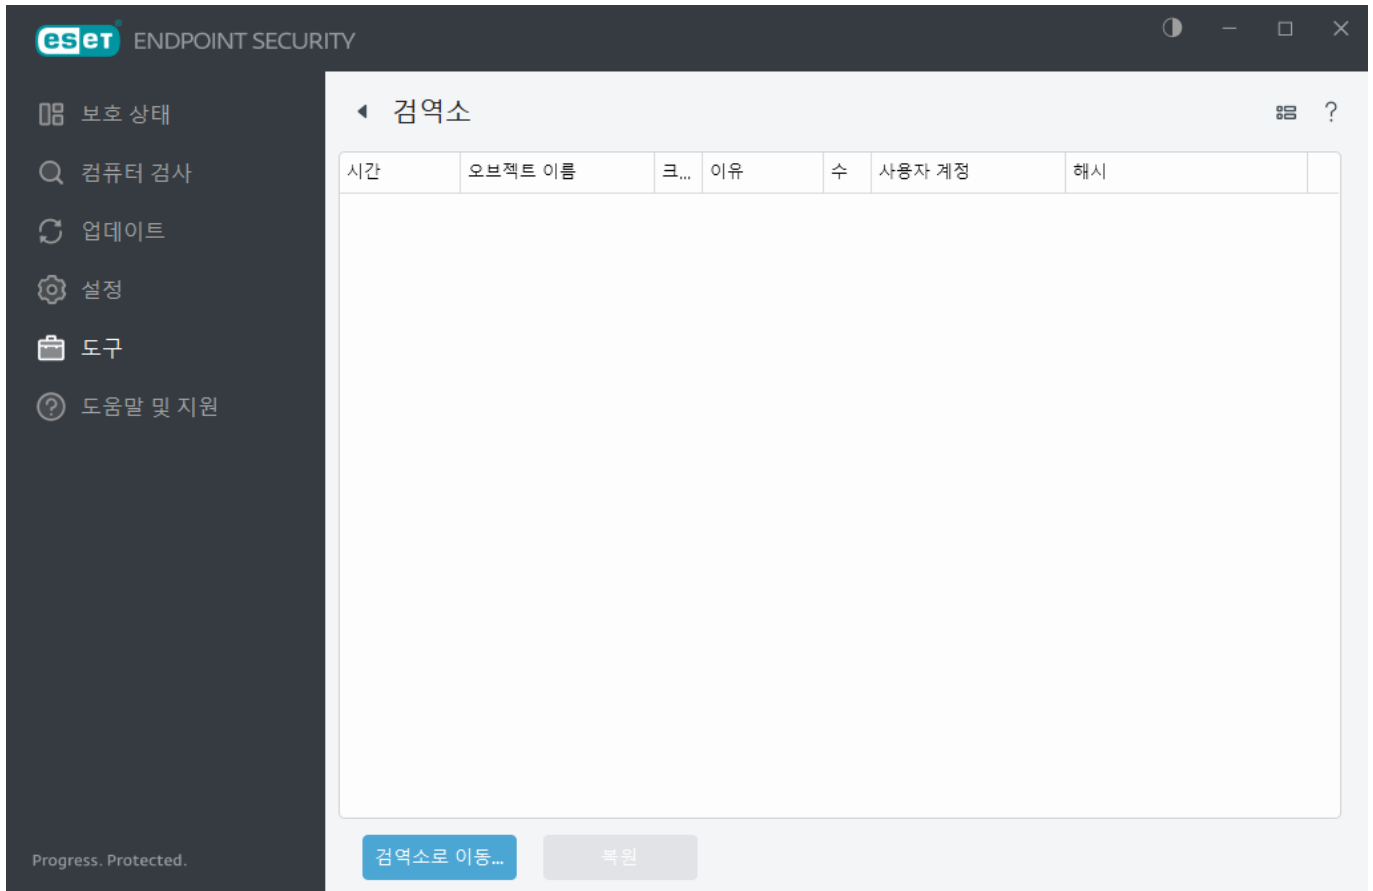 eset ENDPOINT SECURITY
보호 상태
컴퓨터 검사
업데이트
설정
도구
도움말 및 지원
Progress. Protected.
검역소
?
시간 오브젝트 이름 크... 이유 수 사용자 계정 해시
검역소로 이동... 복원